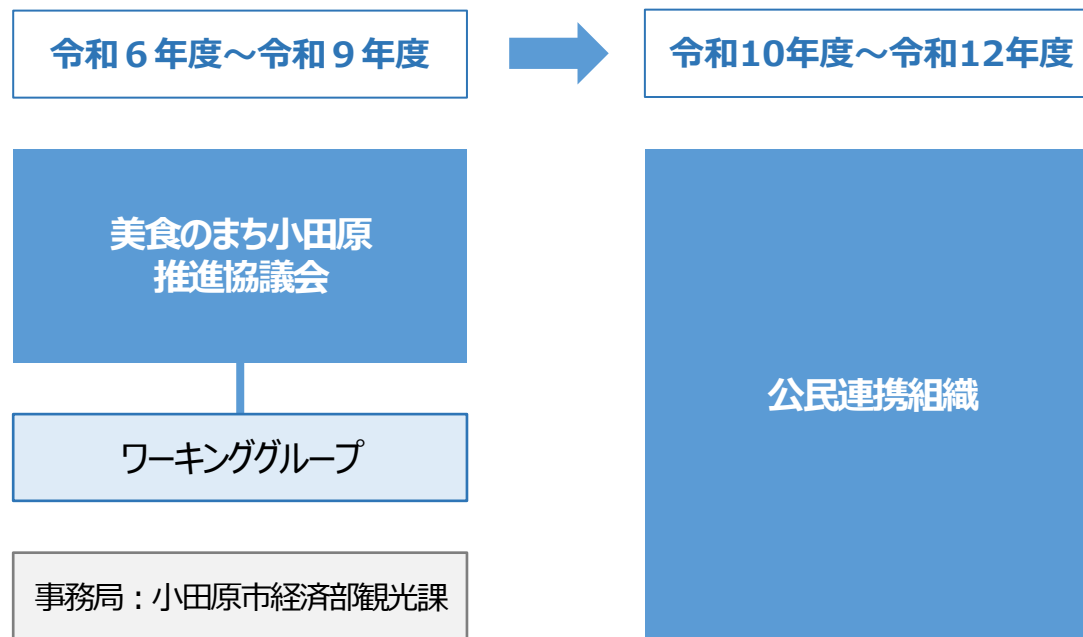 令和６年度～令和９年度
令和10年度～令和12年度
美食のまち小田原
推進協議会
ワーキンググループ
事務局：小田原市経済部観光課
公民連携組織